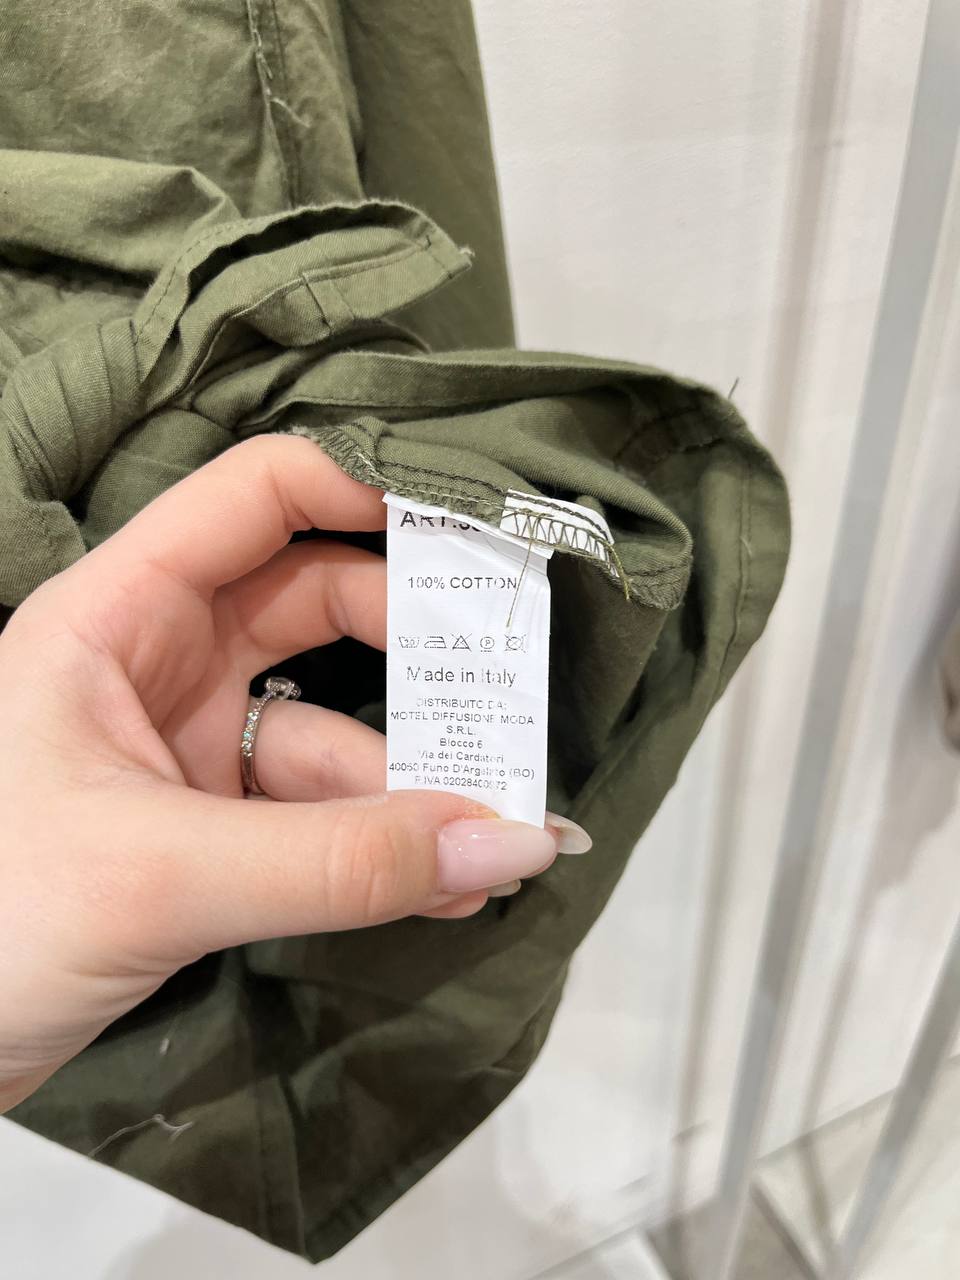 100% COTTON
Made in Italy
DISTRIBUITO DA:
MOTEL DIFFUSIONE MODA
S.R.L.
Blocco 6
Via dei Cardatori
40050 Funo D'Argelato (BO)
P.IVA